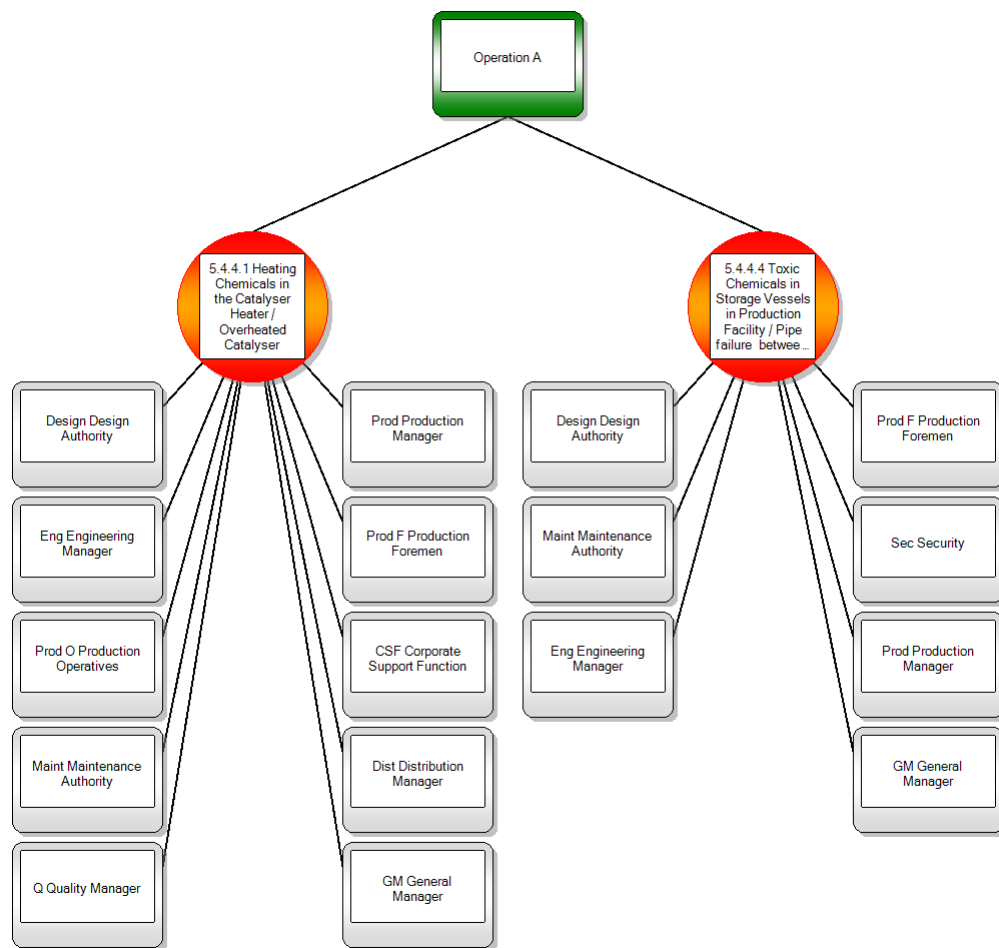 Operation A
5.4.4.1 Heating
Chemicals in
the Catalyser
Heater /
Overheated
Catalyser
5.4.4.4 Toxic
Chemicals in
Storage Vessels
in Production
Facility / Pipe
failure betwee...
Design Design
Authority
Prod Production
Manager
Design Design
Authority
Prod F Production
Foremen
Eng Engineering
Manager
Prod F Production
Foremen
Maint Maintenance
Authority
Sec Security
Prod O Production
Operatives
CSF Corporate
Support Function
Eng Engineering
Manager
Prod Production
Manager
Maint Maintenance
Authority
Dist Distribution
Manager
GM General
Manager
Q Quality Manager
GM General
Manager